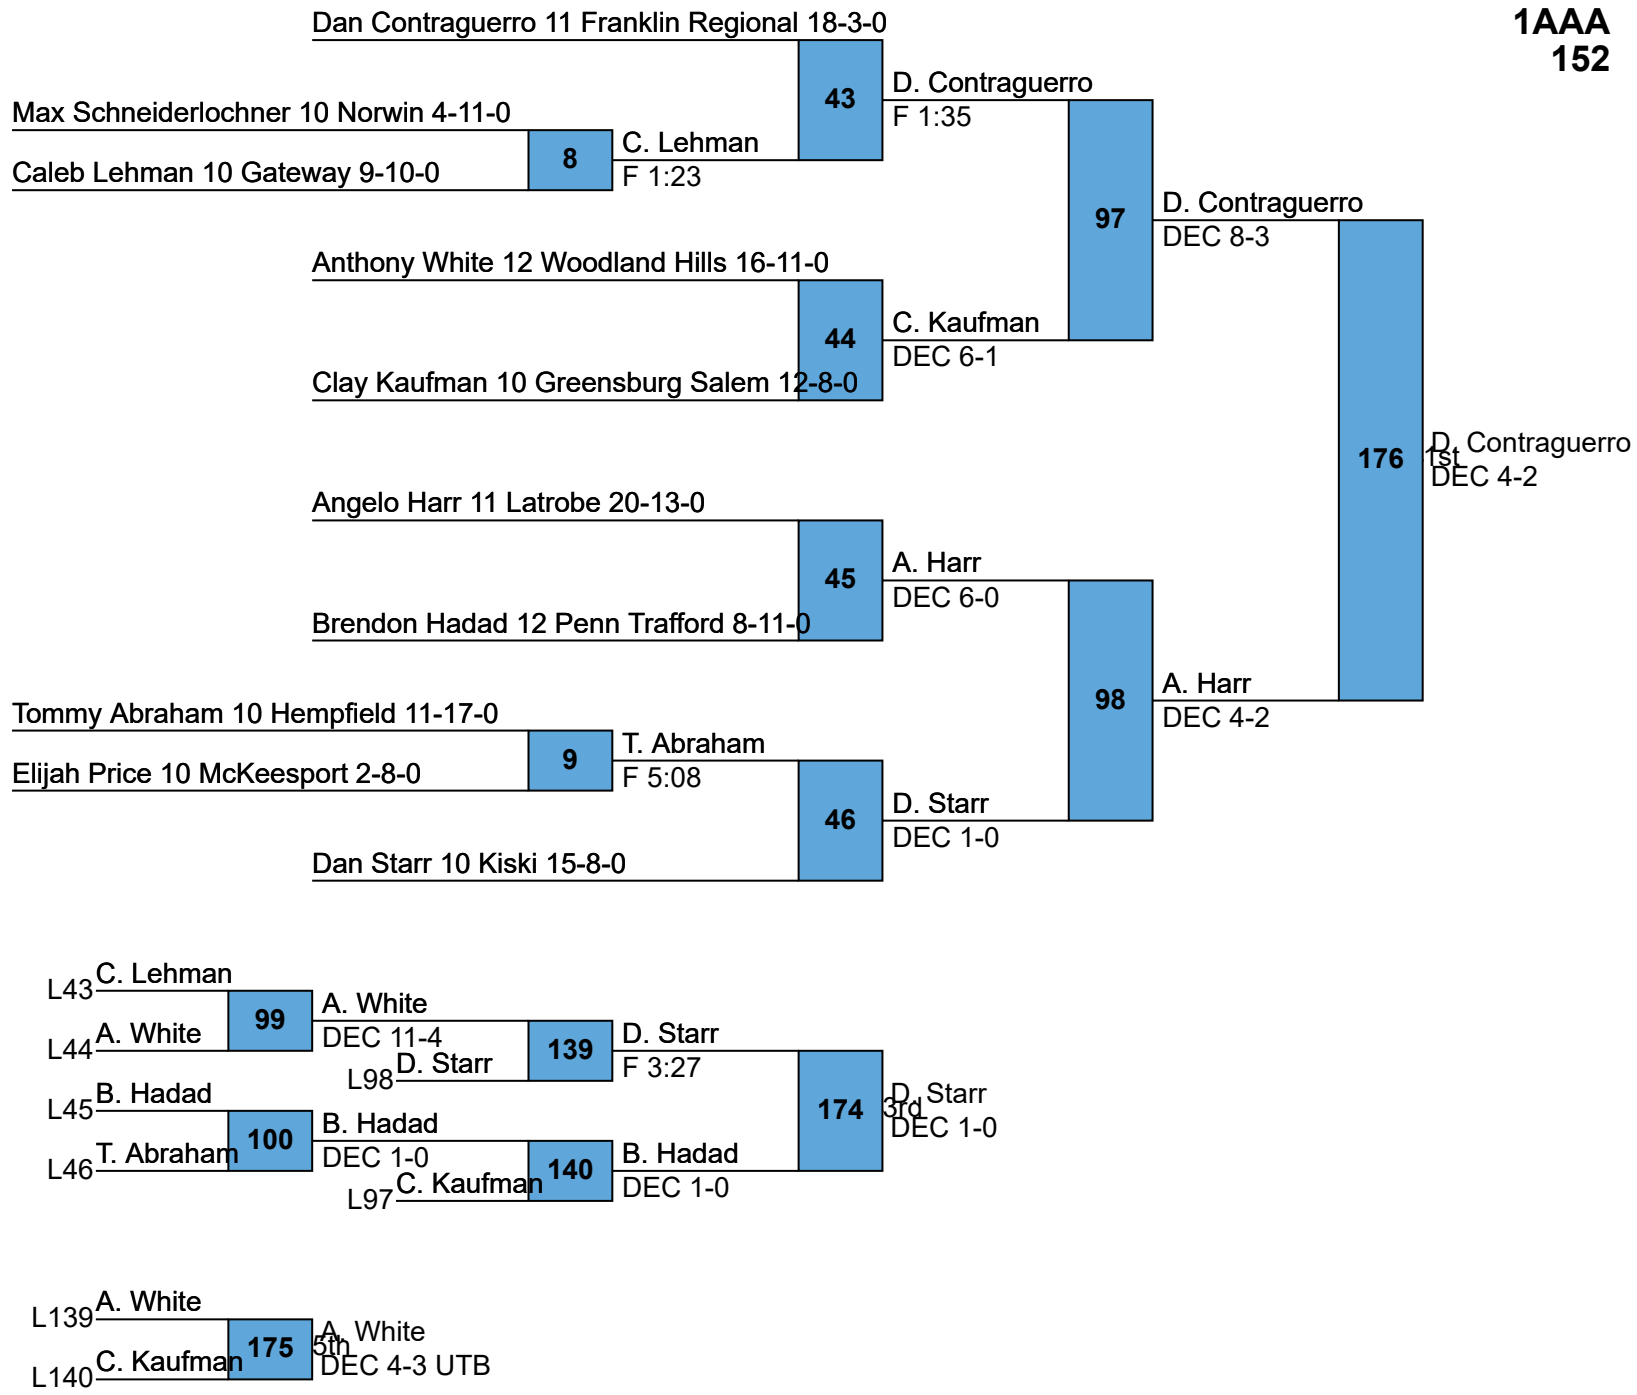 1AAA
152
Dan Contraguerro 11 Franklin Regional 18-3-0
43
D. Contraguerro
F 1:35
Max Schneiderlochner 10 Norwin 4-11-0
8
C. Lehman
F 1:23
Caleb Lehman 10 Gateway 9-10-0
97
D. Contraguerro
DEC 8-3
Anthony White 12 Woodland Hills 16-11-0
44
C. Kaufman
DEC 6-1
Clay Kaufman 10 Greensburg Salem 12-8-0
176
1st
D. Contraguerro
DEC 4-2
Angelo Harr 11 Latrobe 20-13-0
45
A. Harr
DEC 6-0
Brendon Hadad 12 Penn Trafford 8-11-0
98
A. Harr
DEC 4-2
Tommy Abraham 10 Hempfield 11-17-0
9
T. Abraham
F 5:08
Elijah Price 10 McKeesport 2-8-0
46
D. Starr
DEC 1-0
Dan Starr 10 Kiski 15-8-0
L43 C. Lehman
99
A. White
DEC 11-4
L44 A. White
139
D. Starr
F 3:27
L98 D. Starr
L45 B. Hadad
174
3rd
D. Starr
DEC 1-0
100
B. Hadad
DEC 1-0
L46 T. Abraham
140
B. Hadad
DEC 1-0
L97 C. Kaufman
L139 A. White
175
5th
A. White
DEC 4-3 UTB
L140 C. Kaufman